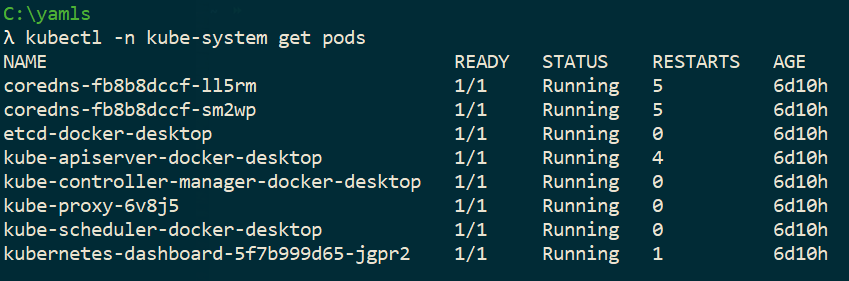 C:\yamls
λ kubectl -n kube-system get pods
NAME READY STATUS RESTARTS AGE
coredns-fb8b8dccf-ll5rm 1/1 Running 5 6d10h
coredns-fb8b8dccf-sm2wp 1/1 Running 5 6d10h
etcd-docker-desktop 1/1 Running 0 6d10h
kube-apiserver-docker-desktop 1/1 Running 4 6d10h
kube-controller-manager-docker-desktop 1/1 Running 0 6d10h
kube-proxy-6v8j5 1/1 Running 0 6d10h
kube-scheduler-docker-desktop 1/1 Running 0 6d10h
kubernetes-dashboard-5f7b999d65-jgpr2 1/1 Running 1 6d10h